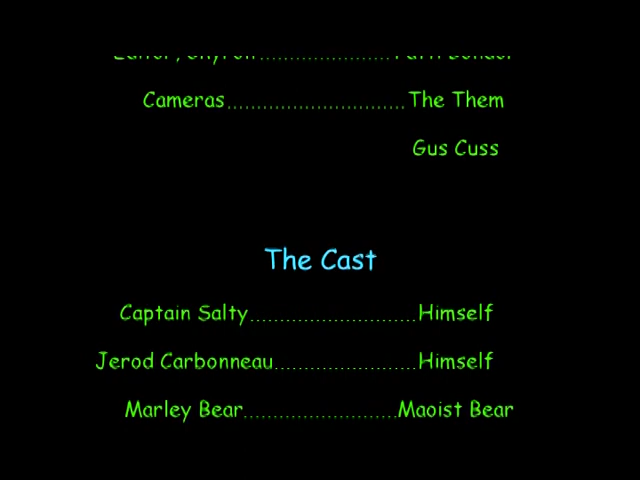 Cameras..............................The Them
Gus Cuss
The Cast
Captain Salty............................Himself
Jerod Carbonneau........................Himself
Marley Bear..........................Maoist Bear